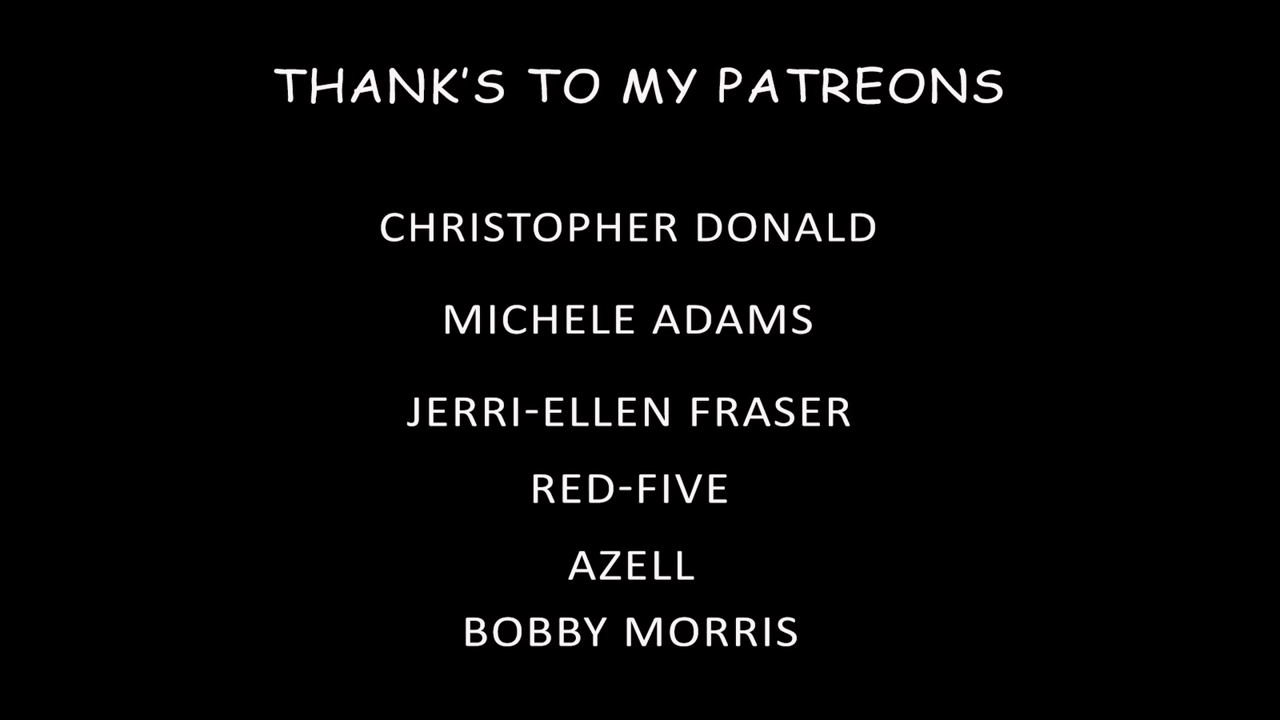 THANK'S TO MY PATREONS
CHRISTOPHER DONALD
MICHELE ADAMS
JERRI-ELLEN FRASER
RED-FIVE
AZELL
BOBBY MORRIS